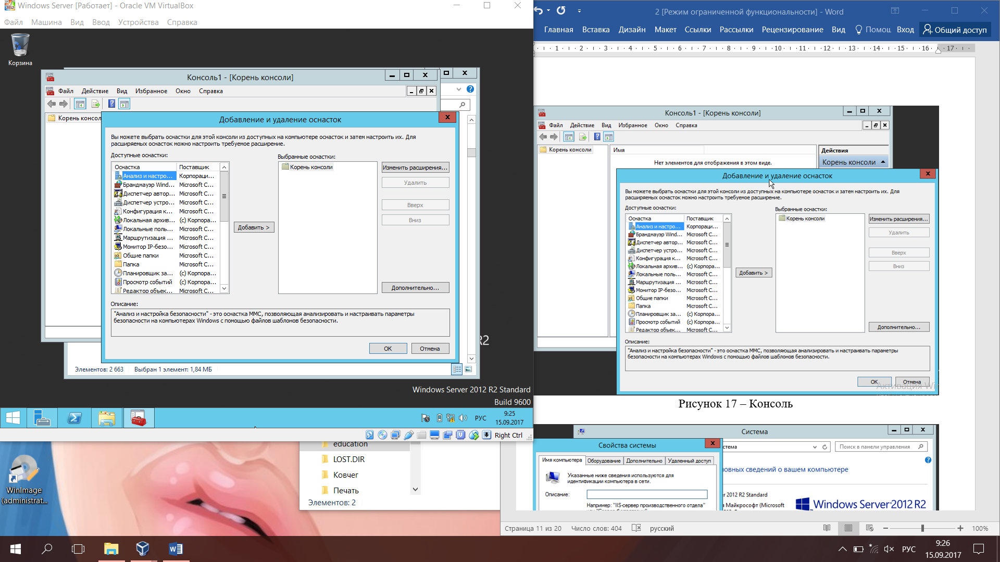 Windows Server [Работает] - Oracle VM VirtualBox
Файл Машина Вид Ввод Устройства Справка
Корзина
Консоль1 - [Корень консоли]
Файл Действие Вид Избранное Окно Справка
Корень консол
Добавление и удаление оснасток
Вы можете выбрать оснастки для этой консоли из доступных на компьютере оснасток и затем настроить их. Для
расширяемых оснасток можно настроить требуемое расширение.
Доступные оснастки:
Выбранные оснастки:
Оснастка Поставщик
Анализ и настро... Корпораци...
Брандмауэр Wind... Microsoft C...
Диспетчер автор... Microsoft C...
Диспетчер устро... Microsoft C...
Конфигурация к... Microsoft C...
Локальная архив... (c) Корпора...
Локальные поль... Microsoft C...
Маршрутизация ... Microsoft C...
Монитор IP-безо... Microsoft C...
Общие папки Microsoft C...
Папка Microsoft C...
Планировщик за... (c) Корпора...
Просмотр событий (c) Корпора...
Редактор объек... Microsoft C...
Добавить >
Корень консоли
Изменить расширения...
Удалить
Вверх
Вниз
Дополнительно...
Описание:
"Анализ и настройка безопасности" - это оснастка MMC, позволяющая анализировать и настраивать параметры
безопасности на компьютерах Windows с помощью файлов шаблонов безопасности.
ОК Отмена
R2
Элементов: 2 663 Выбран 1 элемент: 1,84 МБ
Windows Server 2012 R2 Standard
Build 9600
РУС
9:25
15.09.2017
Right Ctrl
WinImage
(administrat...
education
LOST.DIR
Ковчег
Печать
Элементов: 2
2 [Режим ограниченной функциональности] - Word
Главная Вставка Дизайн Макет Ссылки Рассылки Рецензирование Вид Помощ Вход Общий доступ
1 2 3 4 5 6 7 8 9 10 11 12 13 14 15 16 17
Консоль1 - [Корень консоли]
Файл Действие Вид Избранное Окно Справка
Корень консоли
Имя
Нет элементов для отображения в этом виде.
Действия
Корень консоли
Добавление и удаление оснасток
Вы можете выбрать оснастки для этой консоли из доступных на компьютере оснасток и затем настроить их. Для
расширяемых оснасток можно настроить требуемое расширение.
Доступные оснастки:
Выбранные оснастки:
Оснастка Поставщик
Анализ и настро... Корпораци...
Брандмауэр Wind... Microsoft C...
Диспетчер автор... Microsoft C...
Диспетчер устро... Microsoft C...
Конфигурация к... Microsoft C...
Локальная архив... (c) Корпора...
Локальные поль... Microsoft C...
Маршрутизация ... Microsoft C...
Монитор IP-безо... Microsoft C...
Общие папки Microsoft C...
Папка Microsoft C...
Планировщик за... (c) Корпора...
Просмотр событий (c) Корпора...
Редактор объек... Microsoft C...
Добавить >
Корень консоли
Изменить расширения...
Удалить
Вверх
Вниз
Дополнительно...
Описание:
"Анализ и настройка безопасности" - это оснастка MMC, позволяющая анализировать и настраивать параметры
безопасности на компьютерах Windows с помощью файлов шаблонов безопасности.
ОК Отмена
Активация Wi
Рисунок 17 – Консоль
Система
Свойства системы
стема
Поиск в панели управления
Имя компьютера Оборудование Дополнительно Удаленный доступ
Указанные ниже сведения используются для
идентификации компьютера в сети.
Описание:
Например: "IIS-сервер производственного отдела"
овных сведений о вашем компьютере
r 2012 R2 Standard
я Майкрософт (Microsoft
Windows Server 2012 R2
Страница 11 из 20 Число слов: 404 русский
100%
РУС
9:26
15.09.2017